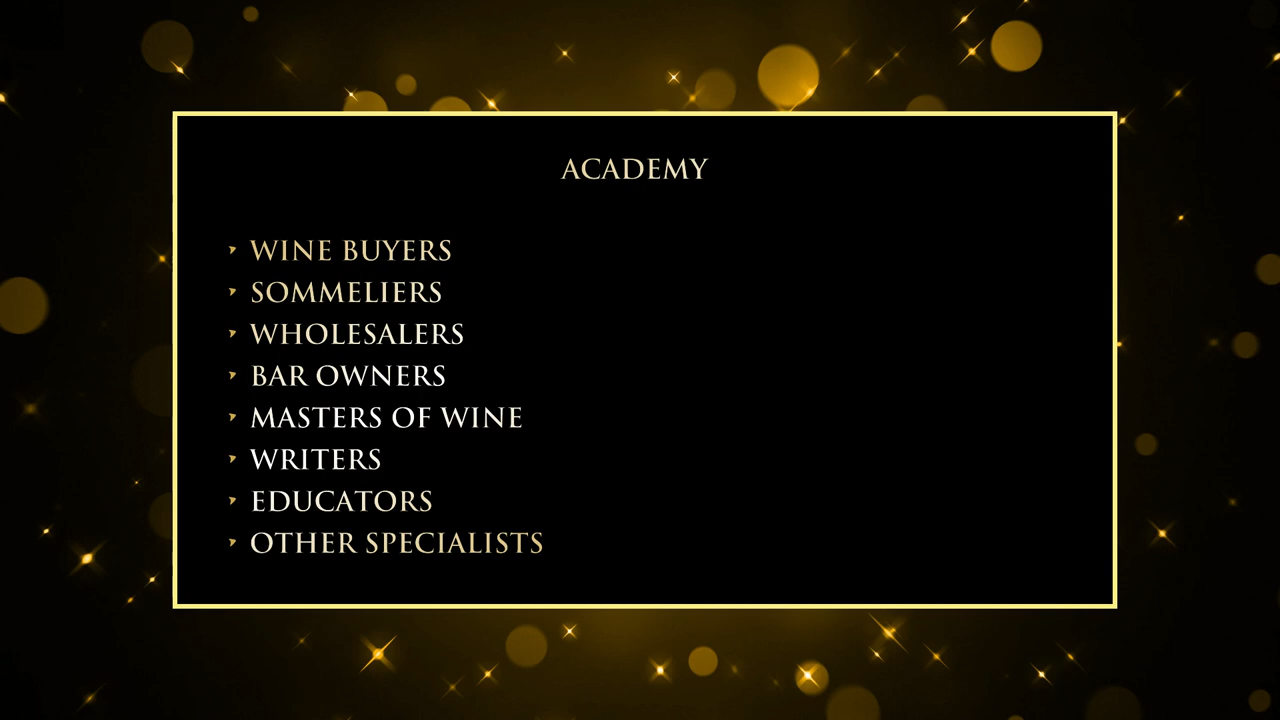 ACADEMY
WINE BUYERS
SOMMELIERS
WHOLESALERS
BAR OWNERS
MASTERS OF WINE
WRITERS
EDUCATORS
OTHER SPECIALISTS